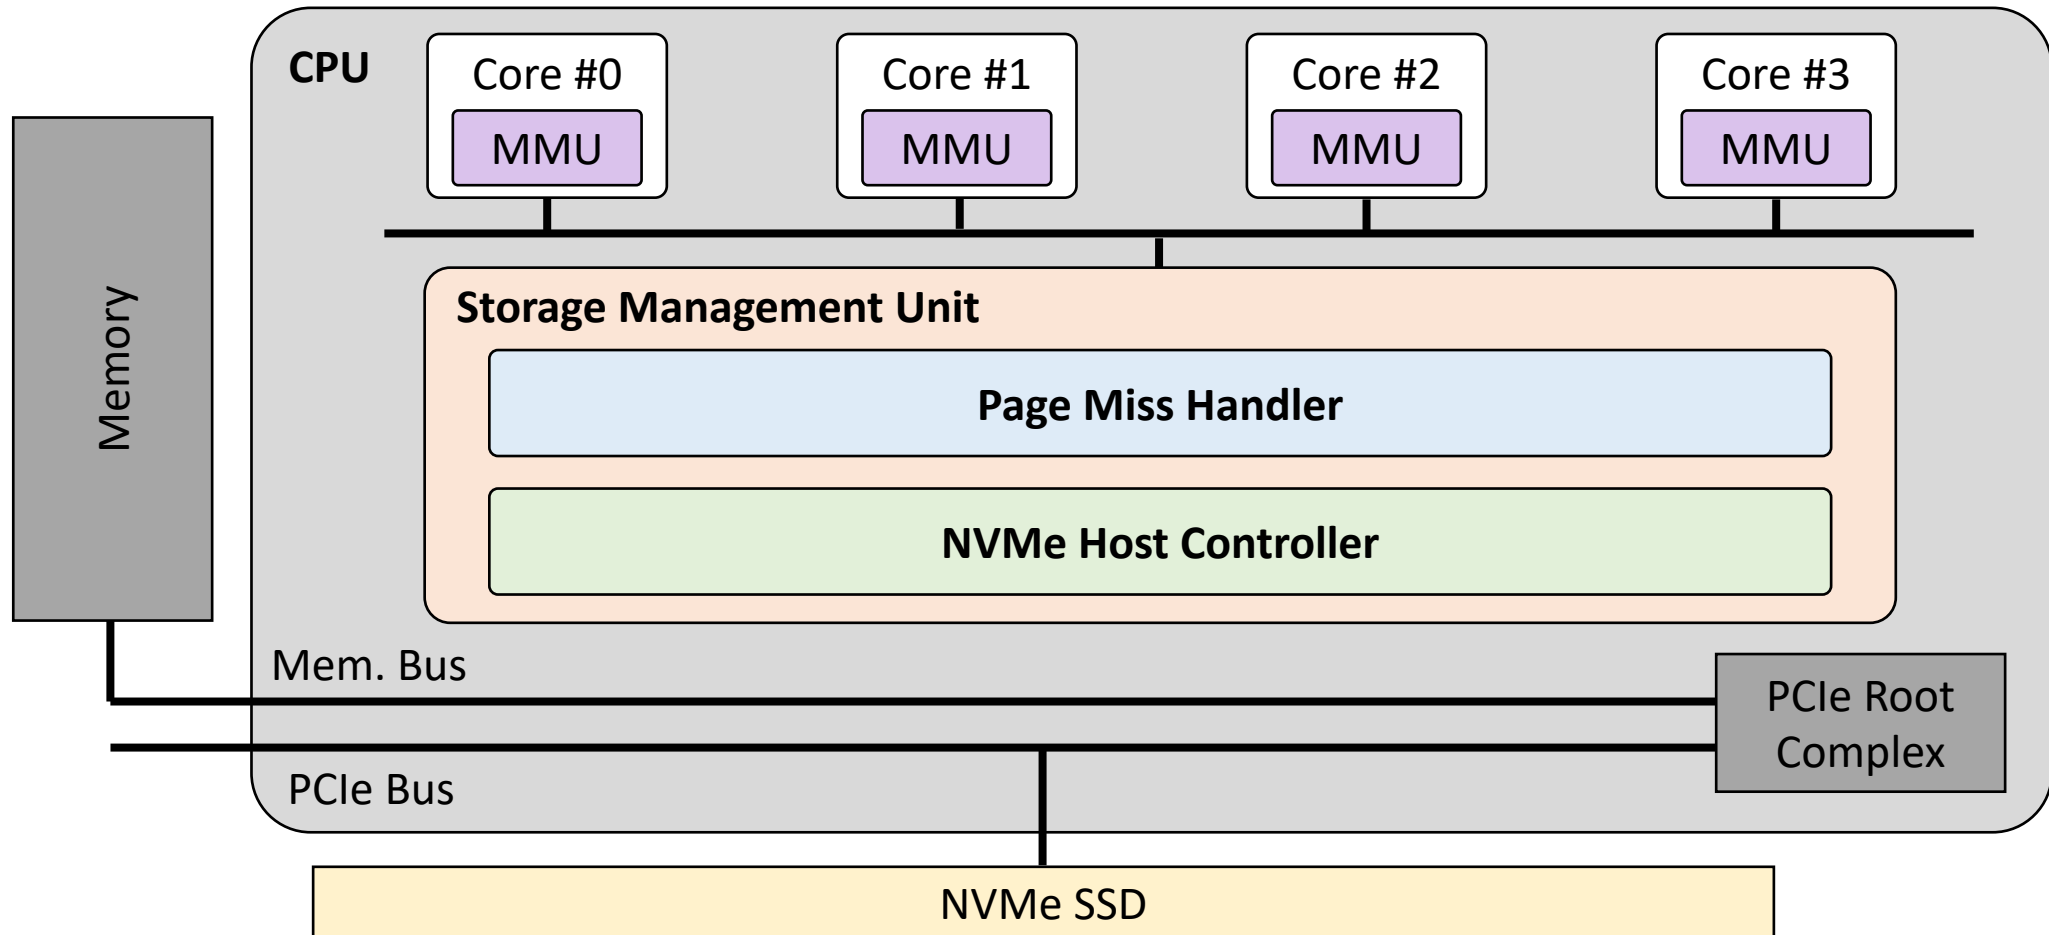 CPU
Core #0
MMU
Core #1
MMU
Core #2
MMU
Core #3
MMU
Memory
Storage Management Unit
Page Miss Handler
NVMe Host Controller
Mem. Bus
PCIe Root
Complex
PCIe Bus
NVMe SSD